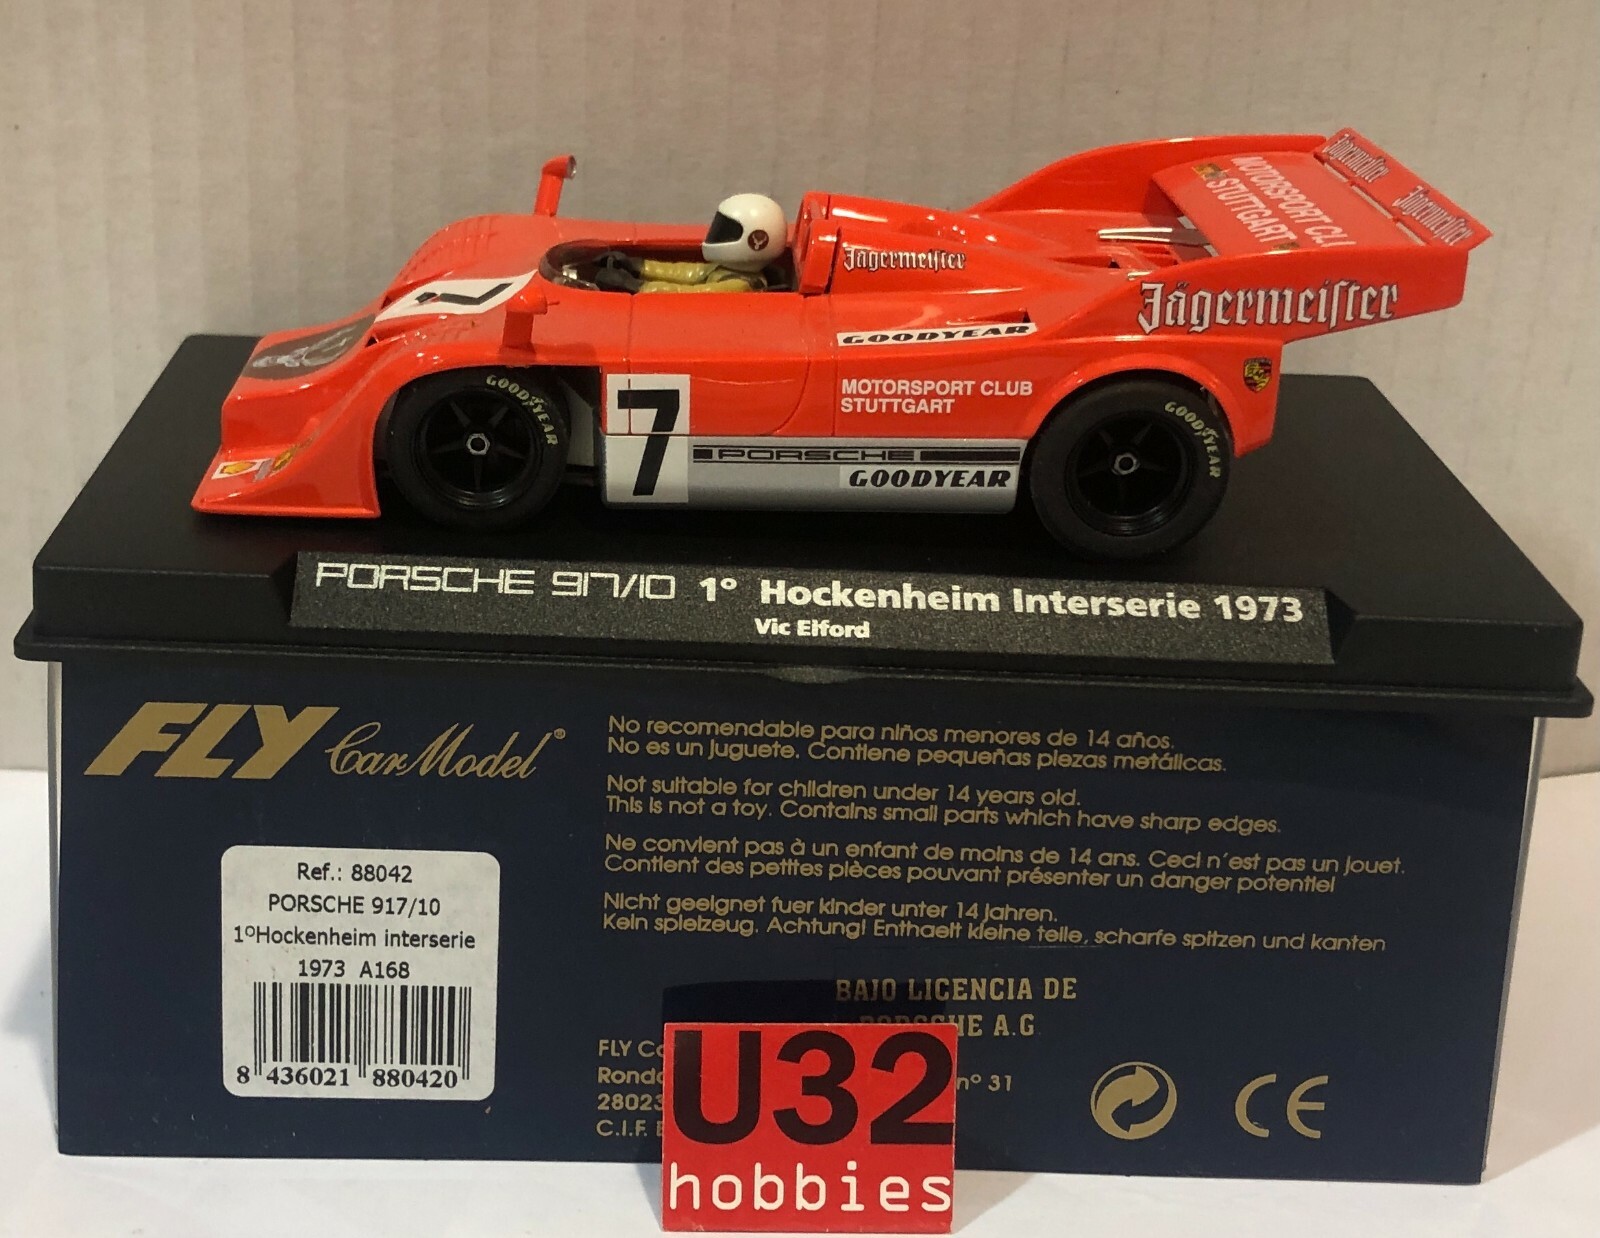 Jägermeister
Jägermeister
MOTORSPORT
STUTTGART
Jägermeister
Jägermeister
7
GOODYEAR
GOODYEAR
GOODYEAR
MOTORSPORT CLUB
STUTTGART
7
PORSCHE
GOODYEAR
PORSCHE 917/10 1º Hockenheim Interserie 1973
Vic Elford
FLY Car Model®
No recomendable para niños menores de 14 años.
No es un juguete. Contiene pequeñas piezas metálicas.
Not suitable for children under 14 years old.
This is not a toy. Contains small parts which have sharp edges.
Ne convient pas à un enfant de moins de 14 ans. Ceci n'est pas un jouet.
Contient des petites pièces pouvant présenter un danger potentiel
Nicht geeignet fuer kinder unter 14 jahren.
Kein spielzeug. Achtung! Enthaelt kleine teile, scharfe spitzen und kanten
Ref.: 88042
PORSCHE 917/10
1ºHockenheim interserie
1973 A168
8 436021 880420
BAJO LICENCIA DE
A.G
FLY
nº 31
28023
C.I.F.
CE
U32
hobbies